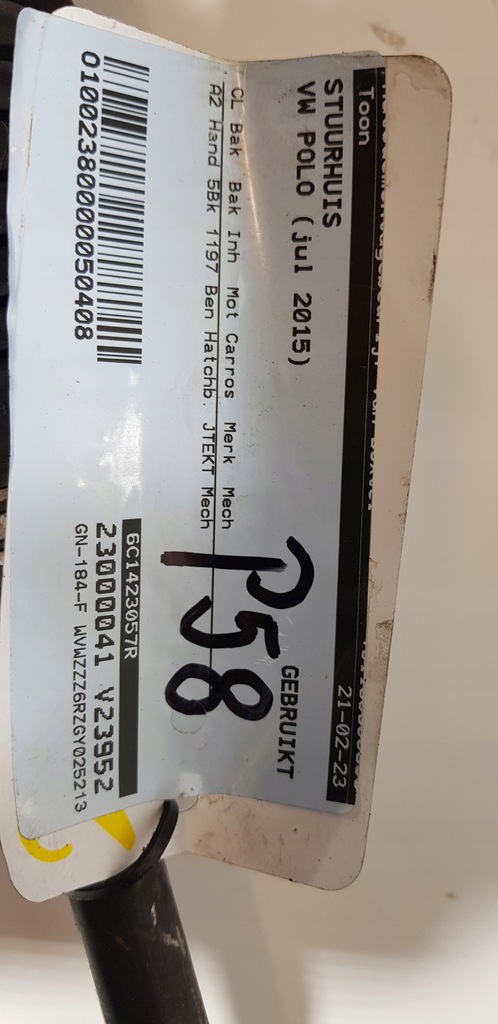 Toon
21-02-23
STUURHUIS
VW POLO (jul 2015)
GEBRUIKT
CL Bak Bak Inh Mot Carros Merk Mech
A2 Hand 5Bk 1197 Ben Hatchb. JTEKT Mech
P58
01002380000050408
6C1423057R
23000041 V23952
GN-184-F WVWZZZ6RZGY025213